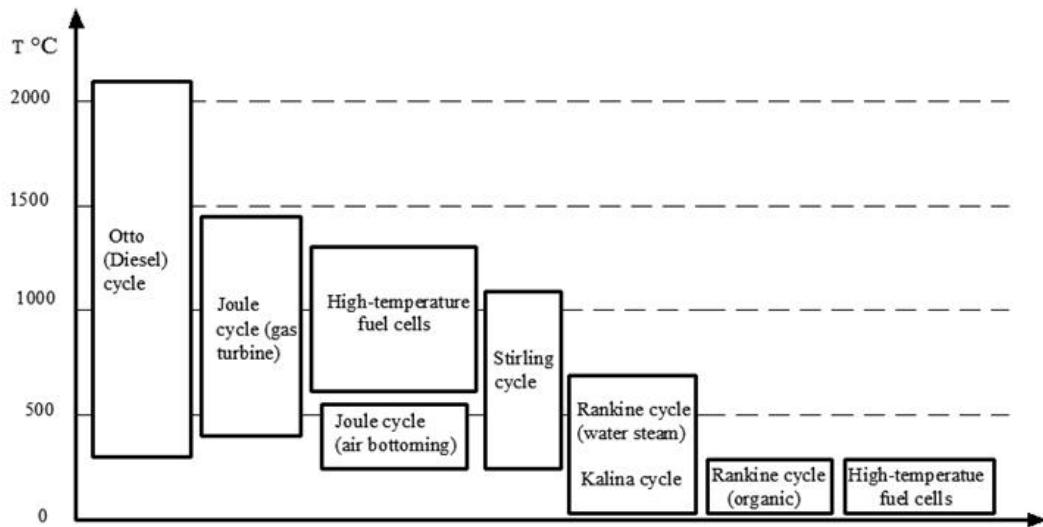 T °C
2000
1500
1000
500
0
Otto
(Diesel)
cycle
Joule
cycle (gas
turbine)
High-temperature
fuel cells
Joule cycle
(air bottoming)
Stirling
cycle
Rankine cycle
(water steam)
Kalina cycle
Rankine cycle
(organic)
High-temperatue
fuel cells